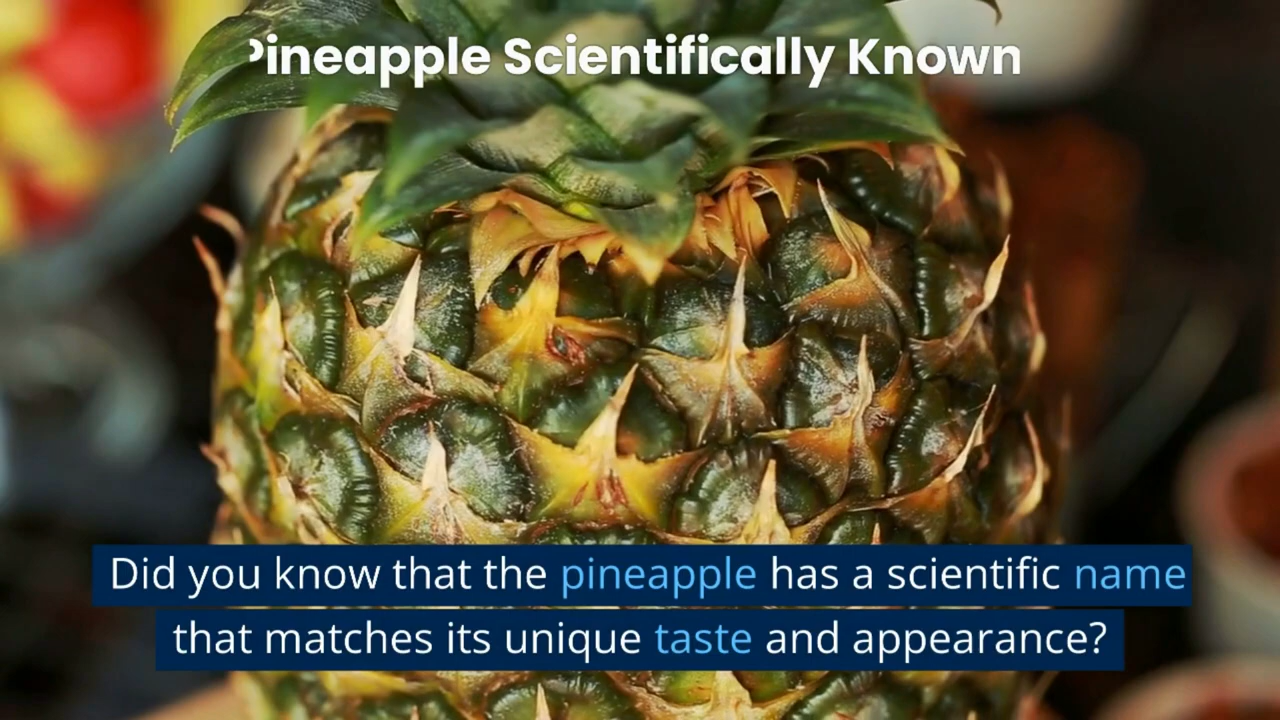 Pineapple Scientifically Known
Did you know that the pineapple has a scientific name
that matches its unique taste and appearance?